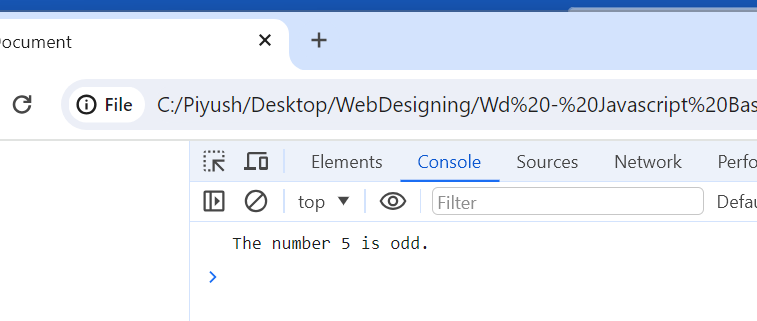 ocument
File C:/Piyush/Desktop/WebDesigning/Wd%20-%20Javascript%20Bas
Elements Console Sources Network Perfo
top Filter Defau
The number 5 is odd.